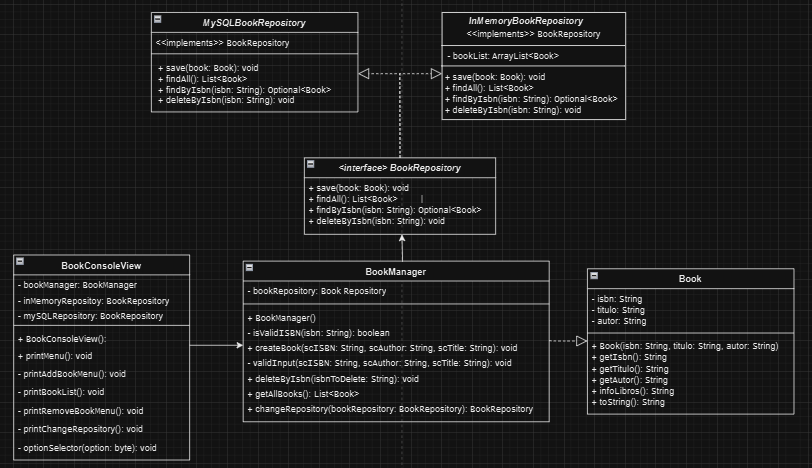 MySQLBookRepository
<<implements>> BookRepository
+ save(book: Book): void
+ findAll(): List<Book>
+ findByIsbn(isbn: String): Optional<Book>
+ deleteByIsbn(isbn: String): void
InMemoryBookRepository
<<implements>> BookRepository
- bookList: ArrayList<Book>
+ save(book: Book): void
+ findAll(): List<Book>
+ findByIsbn(isbn: String): Optional<Book>
+ deleteByIsbn(isbn: String): void
<interface> BookRepository
+ save(book: Book): void
+ findAll(): List<Book>
+ findByIsbn(isbn: String): Optional<Book>
+ deleteByIsbn(isbn: String): void
BookConsoleView
- bookManager: BookManager
- inMemoryRepositoy: BookRepository
- mySQLRepository: BookRepository
+ BookConsoleView():
+ printMenu(): void
- printAddBookMenu(): void
- printBookList(): void
- printRemoveBookMenu(): void
- printChangeRepository(): void
- optionSelector(option: byte): void
BookManager
- bookRepository: Book Repository
+ BookManager()
- isValidISBN(isbn: String): boolean
+ createBook(scISBN: String, scAuthor: String, scTitle: String): void
- validInput(scISBN: String, scAuthor: String, scTitle: String): void
+ deleteByIsbn(isbnToDelete: String): void
+ getAllBooks(): List<Book>
+ changeRepository(bookRepository: BookRepository): BookRepository
Book
- isbn: String
- titulo: String
- autor: String
+ Book(isbn: String, titulo: String, autor: String)
+ getIsbn(): String
+ getTitulo(): String
+ getAutor(): String
+ infoLibros(): String
+ toString(): String